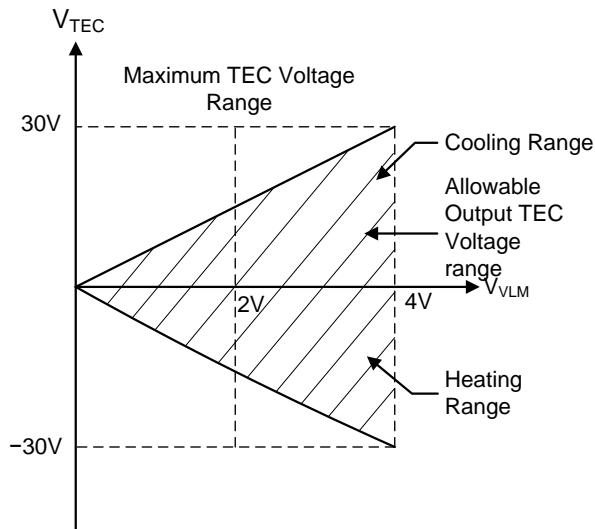 VTEC
Maximum TEC Voltage
Range
30V
Cooling Range
Allowable
Output TEC
Voltage
range
VVLM
2V
4V
Heating
Range
−30V